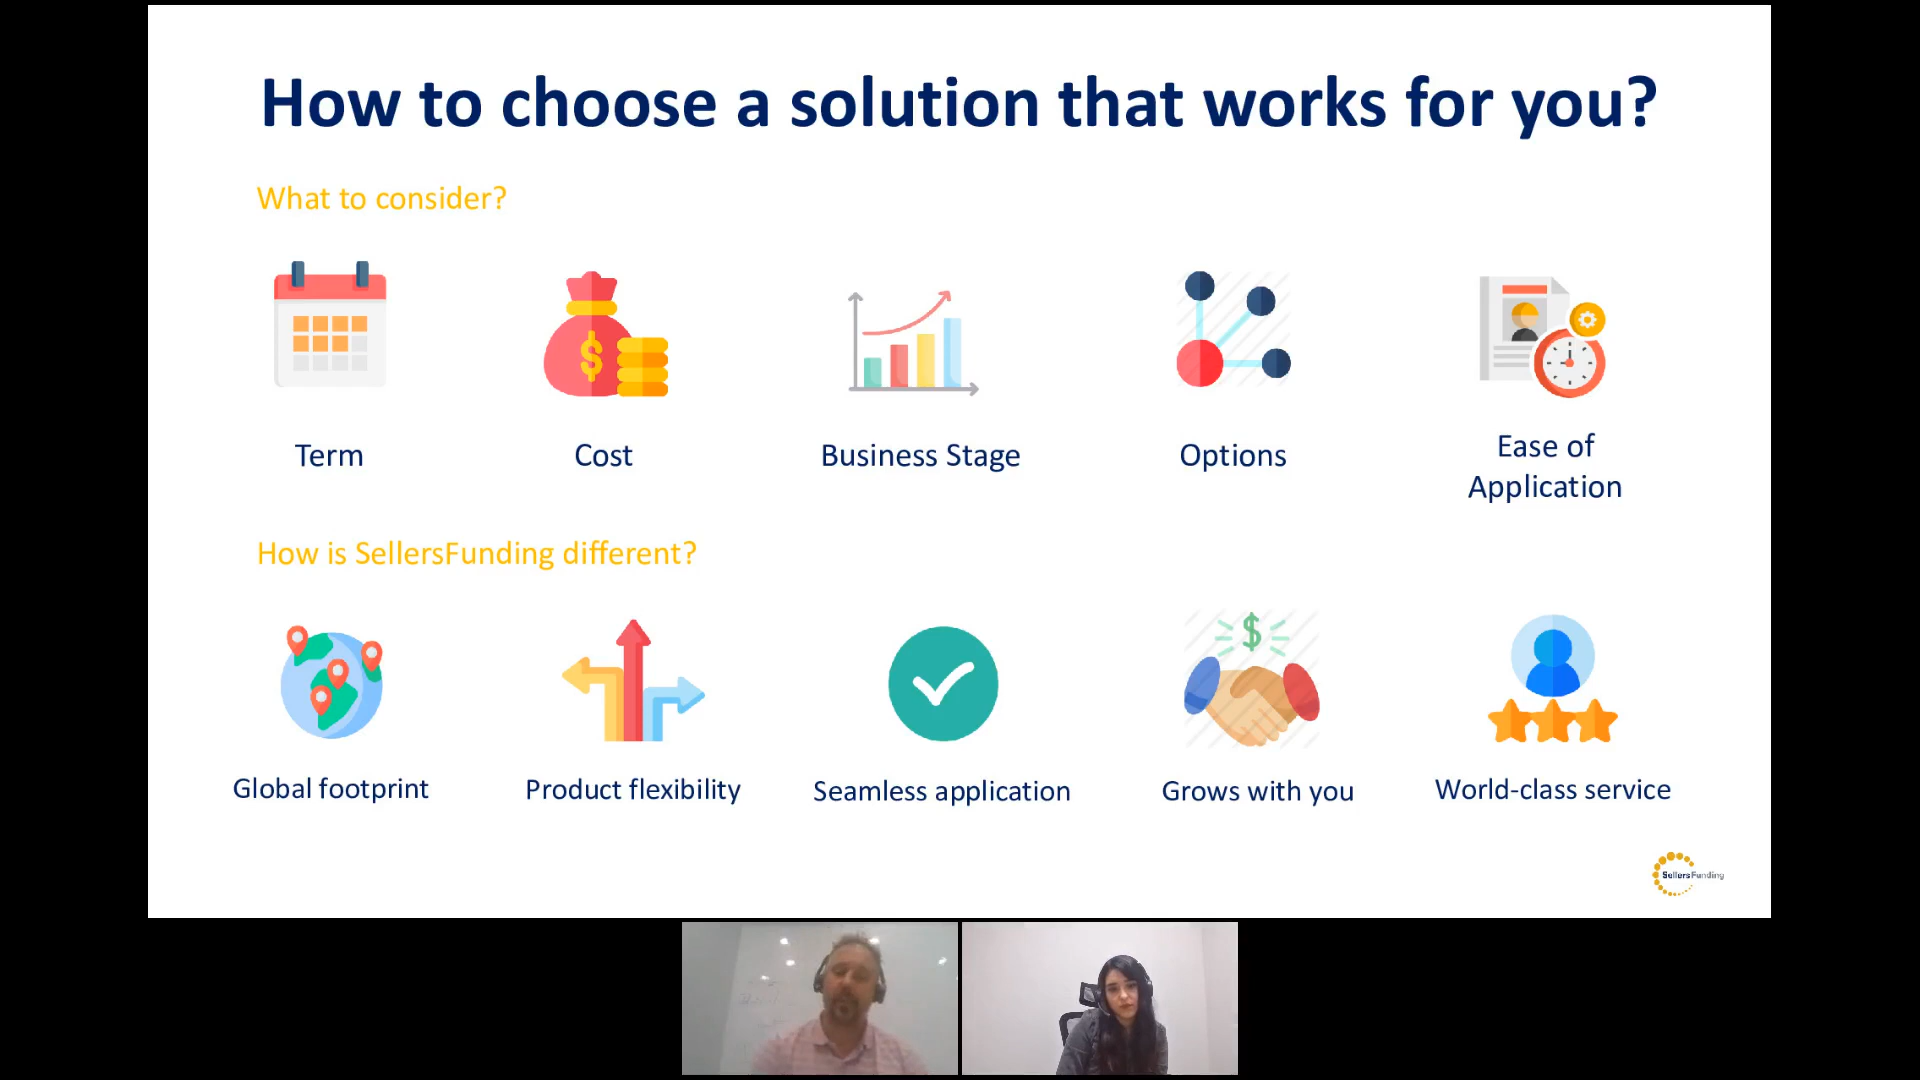 How to choose a solution that works for you?
What to consider?
Term
Cost
Business Stage
Options
Ease of
Application
How is SellersFunding different?
Global footprint
Product flexibility
Seamless application
Grows with you
World-class service
SellersFunding